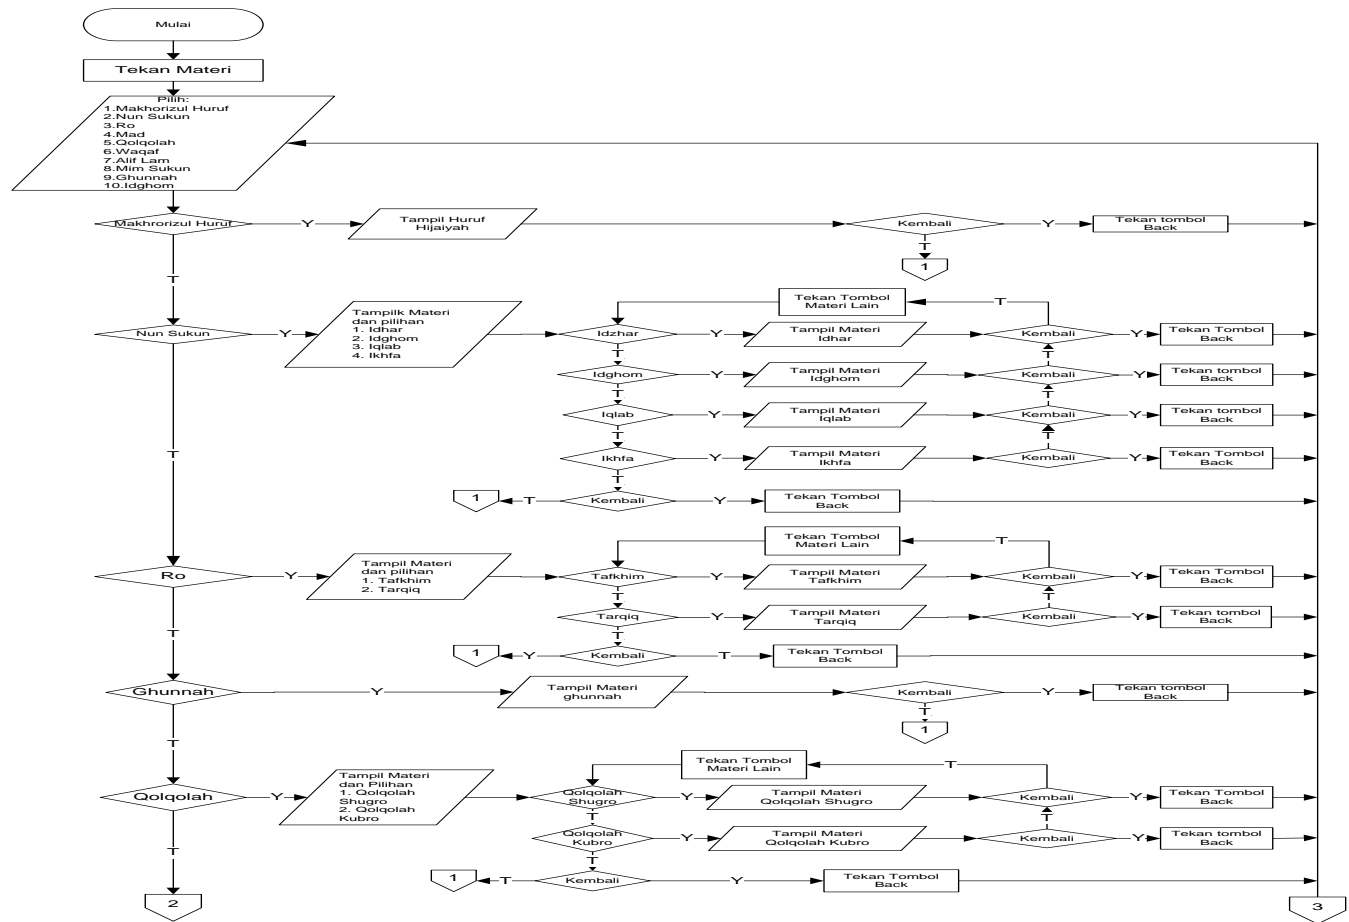 Mulai
Tekan Materi
Pilih:
1.Makhorizul Huruf
2.Nun Sukun
3.Ro
4.Mad
5.Qolqolah
6.Waqaf
7.Alif Lam
8.Mim Sukun
9.Ghunnah
10.Idghom
Makhrorizul Huruf
Y
Tampil Huruf
Hijaiyah
Kembali
Y
Tekan tombol
Back
T
1
T
Tekan Tombol
Materi Lain
T
Nun Sukun
Y
Tampilk Materi
dan pilihan
1. Idhar
2. Idghom
3. Iqlab
4. Ikhfa
Idzhar
Y
Tampil Materi
Idhar
Kembali
Y
Tekan Tombol
Back
T
T
Idghom
Y
Tampil Materi
Idghom
Kembali
Y
Tekan tombol
Back
T
T
Iqlab
Y
Tampil Materi
Iqlab
Kembali
Y
Tekan tombol
Back
T
T
Ikhfa
Y
Tampil Materi
Ikhfa
Kembali
Y
Tekan Tombol
Back
T
T
1
T
Kembali
Y
Tekan Tombol
Back
Tekan Tombol
Materi Lain
T
Ro
Y
Tampil Materi
dan pilihan
1. Tafkhim
2. Tarqiq
Tafkhim
Y
Tampil Materi
Tafkhim
Kembali
Y
Tekan Tombol
Back
T
T
Tarqiq
Y
Tampil Materi
Tarqiq
Kembali
Y
Tekan tombol
Back
T
T
1
Y
Kembali
T
Tekan Tombol
Back
Ghunnah
Y
Tampil Materi
ghunnah
Kembali
Y
Tekan tombol
Back
T
1
T
Tekan Tombol
Materi Lain
T
Qolqolah
Y
Tampil Materi
dan Pilihan
1. Qolqolah
Shugro
2. Qolqolah
Kubro
Qolqolah
Shugro
Y
Tampil Materi
Qolqolah Shugro
Kembali
Y
Tekan Tombol
Back
T
T
Qolqolah
Kubro
Y
Tampil Materi
Qolqolah Kubro
Kembali
Y
Tekan tombol
Back
T
T
1
T
Kembali
Y
Tekan Tombol
Back
2
3